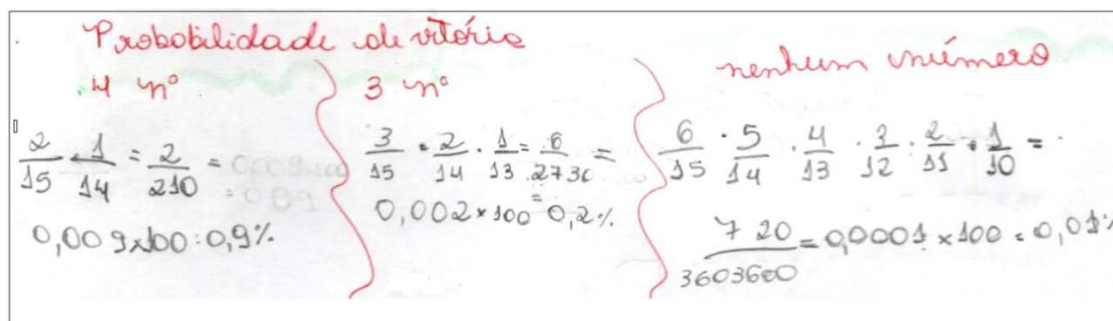 Probabilidade de vitória
4 nº
2/15 · 1/14 = 2/210 =
0,009x100:0,9%
3 nº
3/15 · 2/14 · 1/13 = 6/2730 =
0,002 x 100 = 0,2%
nenhum número
6/15 · 5/14 · 4/13 · 3/12 · 2/11 · 1/10 =
720/3603600 = 0,0001 x 100 = 0,01%